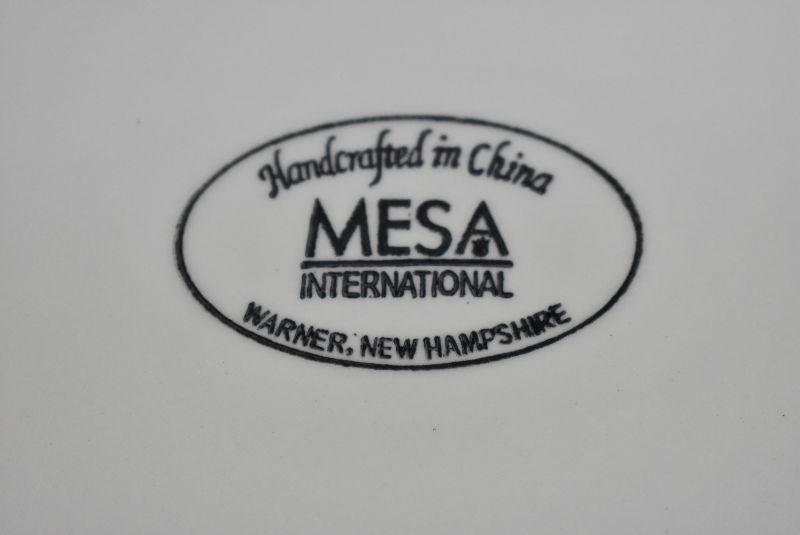 Handcrafted in China
MESA
INTERNATIONAL
WARNER, NEW HAMPSHIRE